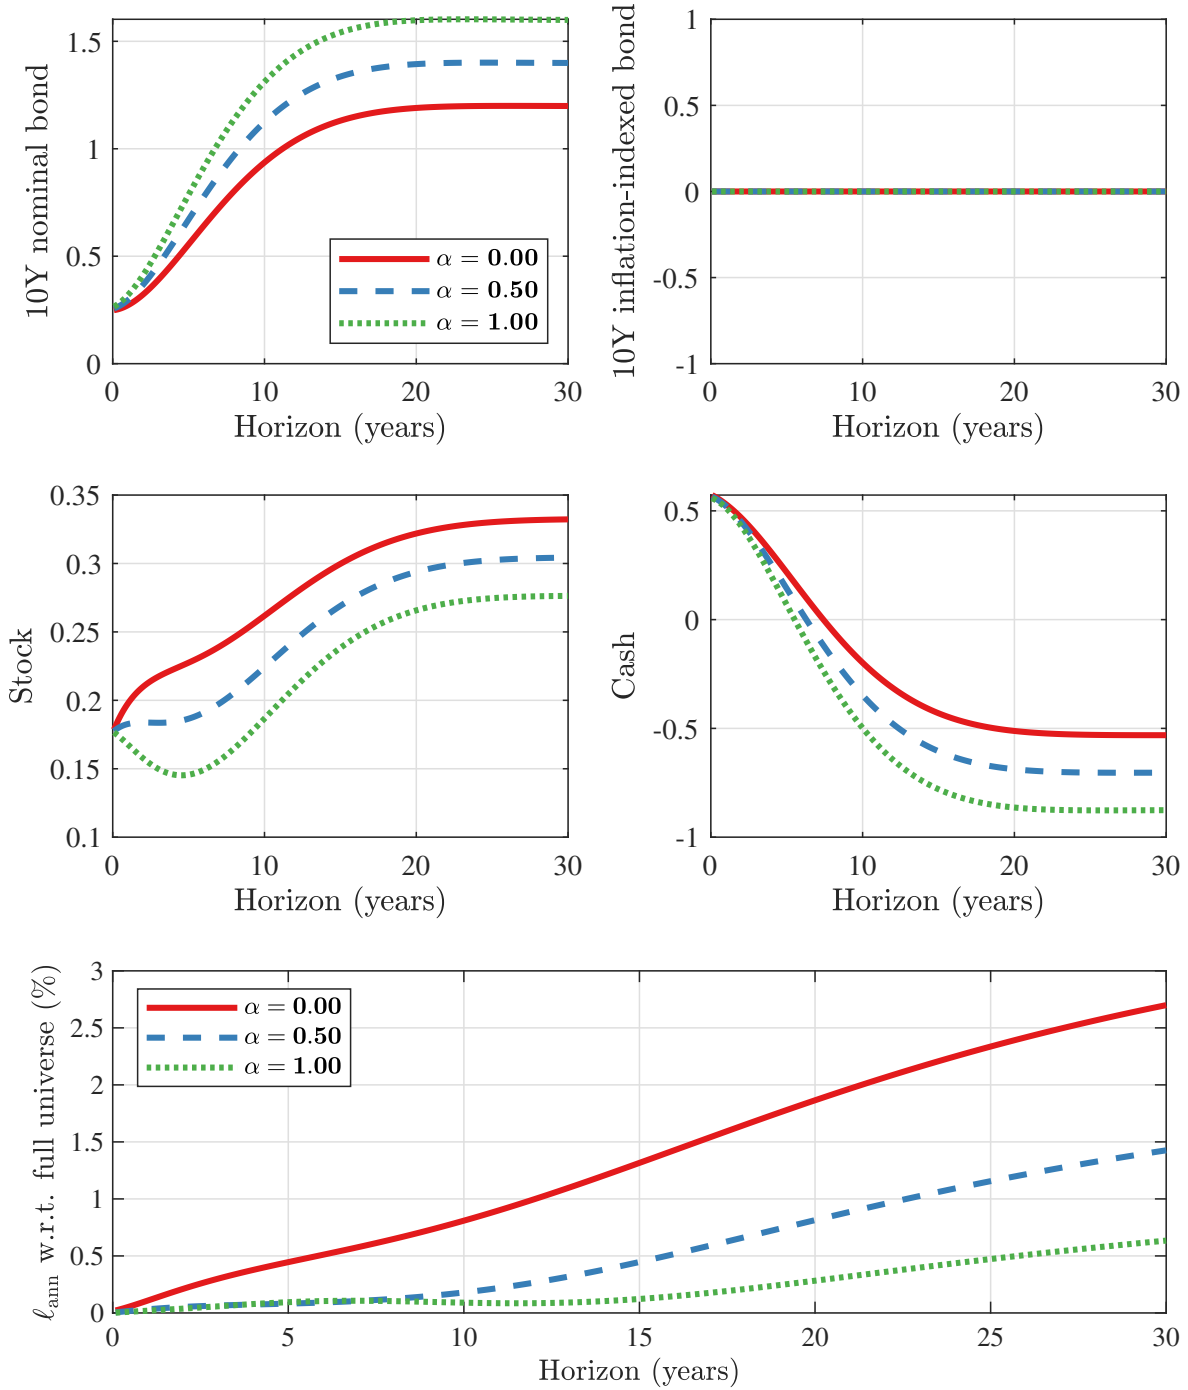 10Y nominal bond
1.5
1
0.5
0
0 10 20 30
Horizon (years)
α = 0.00
α = 0.50
α = 1.00
10Y inflation-indexed bond
1
0.5
0
-0.5
-1
0 10 20 30
Horizon (years)
Stock
0.35
0.3
0.25
0.2
0.15
0.1
0 10 20 30
Horizon (years)
Cash
0.5
0
-0.5
-1
0 10 20 30
Horizon (years)
ℓann w.r.t. full universe (%)
3
2.5
2
1.5
1
0.5
0
0 5 10 15 20 25 30
Horizon (years)
α = 0.00
α = 0.50
α = 1.00